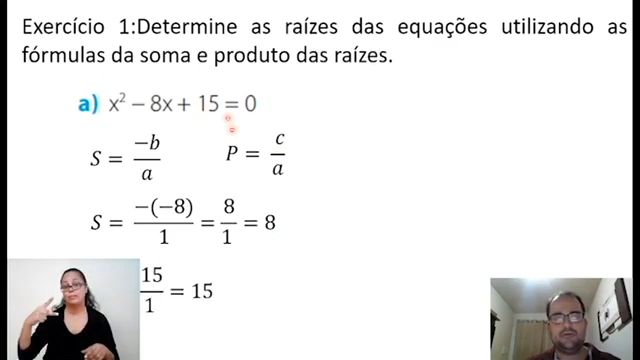 Exercício 1:Determine as raízes das equações utilizando as
fórmulas da soma e produto das raízes.
a) x² − 8x + 15 = 0
S = −b/a P = c/a
S = −(−8)/1 = 8/1 = 8
15/1 = 15